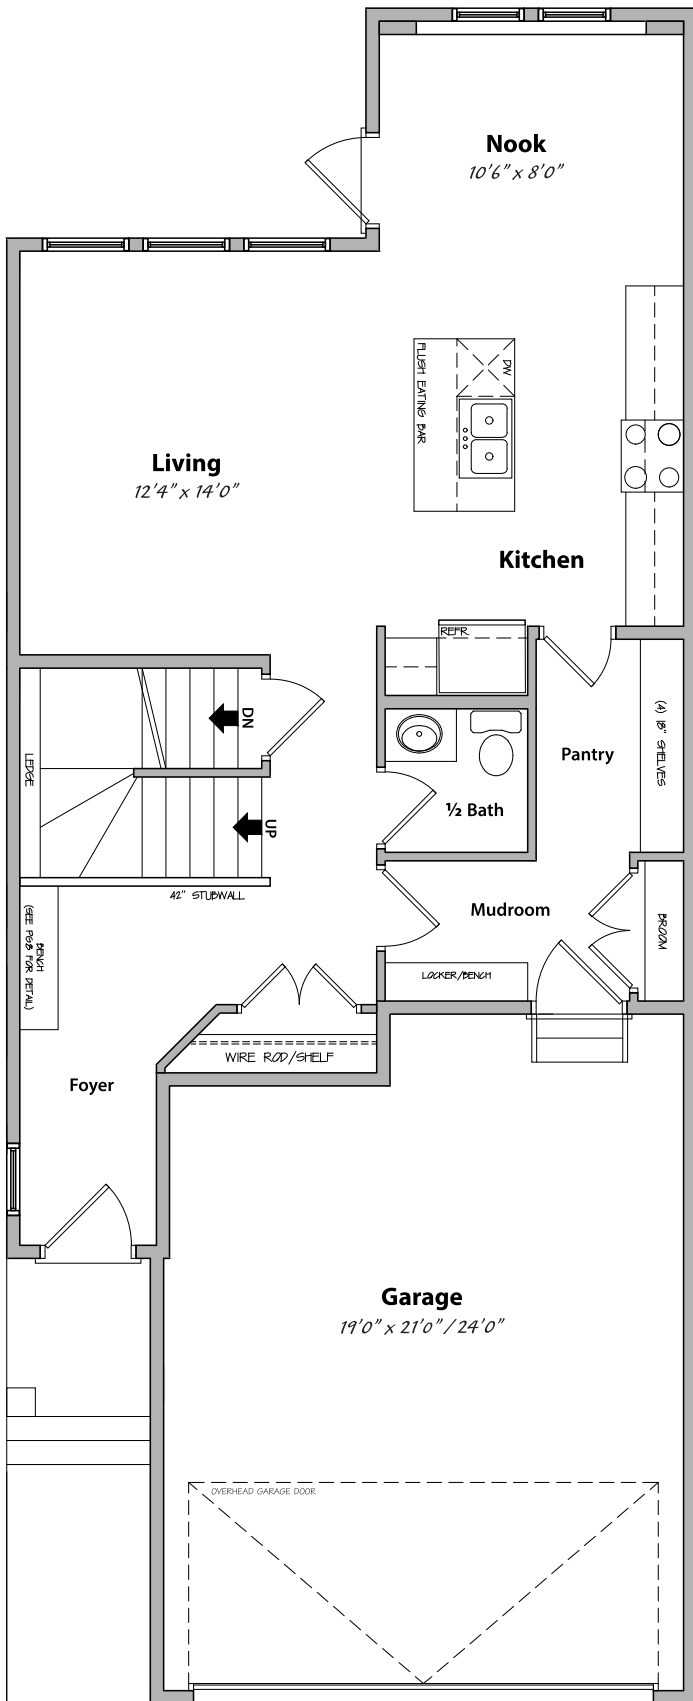 Nook
10'6" x 8'0"
FLUSH EATING BAR
DW
Living
12'4" x 14'0"
Kitchen
REFR.
DN
LEDGE
UP
(4) 18" SHELVES
Pantry
½ Bath
42" STUBWALL
Mudroom
BROOM
BENCH
(SEE PG3 FOR DETAIL)
LOCKER/BENCH
WIRE ROD/SHELF
Foyer
Garage
19'0" x 21'0" / 24'0"
OVERHEAD GARAGE DOOR